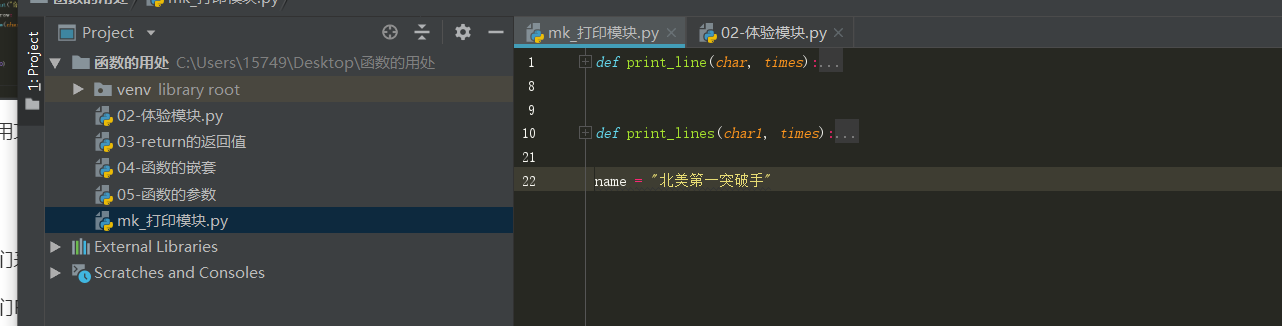 函数的用处 mk_打印模块.py
1: Project
Project
函数的用处 C:\Users\15749\Desktop\函数的用处
venv library root
02-体验模块.py
03-return的返回值
04-函数的嵌套
05-函数的参数
mk_打印模块.py
External Libraries
Scratches and Consoles
mk_打印模块.py 02-体验模块.py
1 def print_line(char, times):...
8
9
10 def print_lines(char1, times):...
21
22 name = "北美第一突破手"